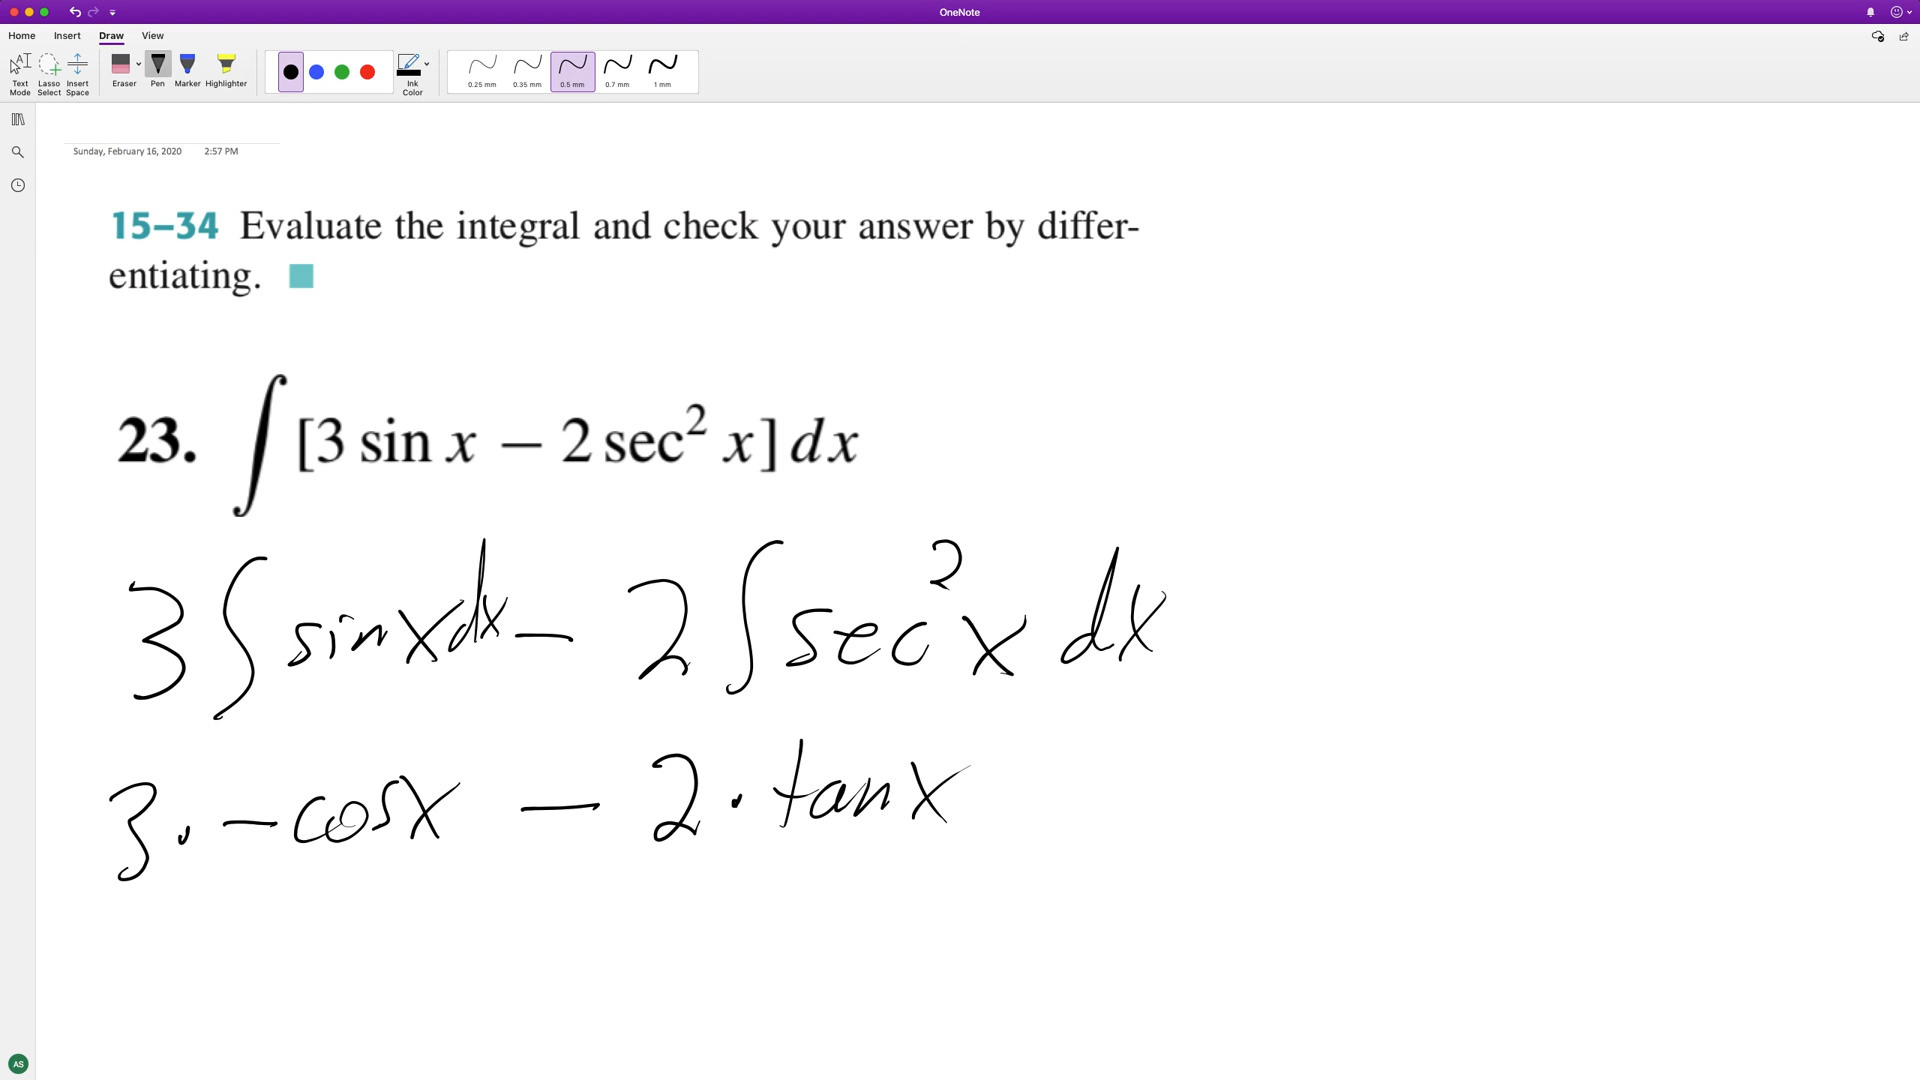 OneNote
Home Insert Draw View
Text Mode Lasso Select Insert Space Eraser Pen Marker Highlighter Ink Color 0.25 mm 0.35 mm 0.5 mm 0.7 mm 1 mm
Sunday, February 16, 2020 2:57 PM
15–34 Evaluate the integral and check your answer by differ-
entiating.
23. ∫ [3 sin x − 2 sec² x] dx
3 ∫ sinx dx − 2 ∫ sec² x dx
3 · − cosx − 2 · tanx
AS